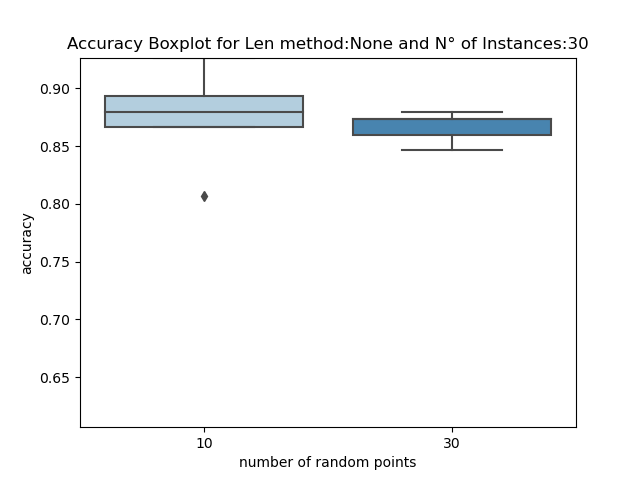 Accuracy Boxplot for Len method:None and N° of Instances:30
0.90
0.85
0.80
0.75
0.70
0.65
accuracy
10
30
number of random points